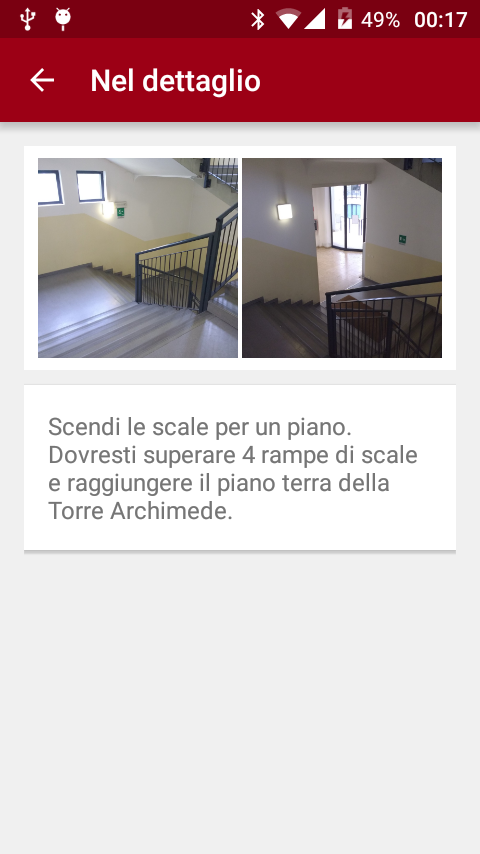 49% 00:17
Nel dettaglio
Scendi le scale per un piano.
Dovresti superare 4 rampe di scale
e raggiungere il piano terra della
Torre Archimede.